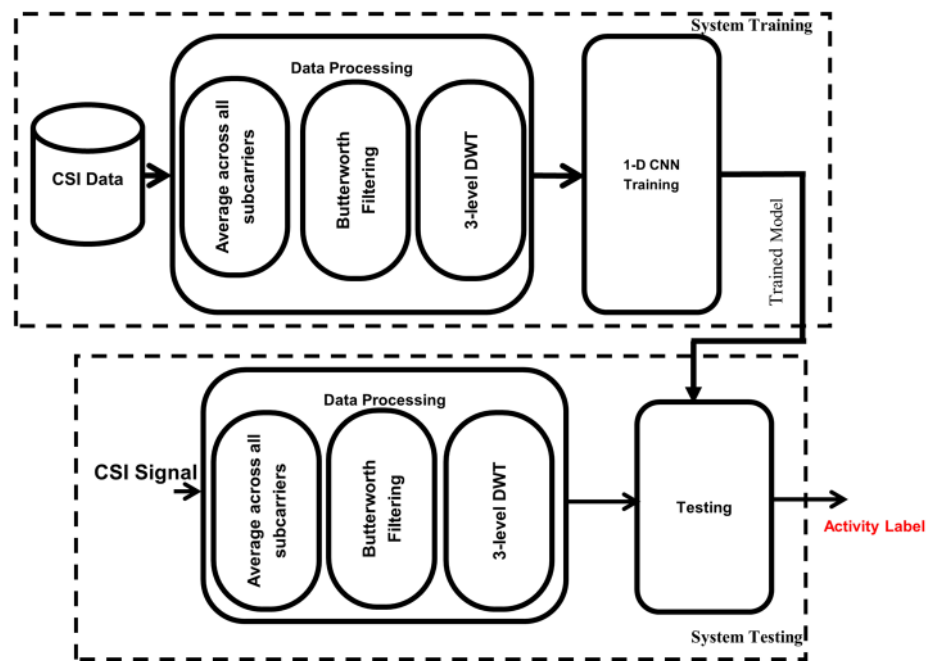 System Training
Data Processing
CSI Data
Average across all
subcarriers
Butterworth
Filtering
3-level DWT
1-D CNN
Training
Trained Model
Data Processing
CSI Signal
Average across all
subcarriers
Butterworth
Filtering
3-level DWT
Testing
Activity Label
System Testing